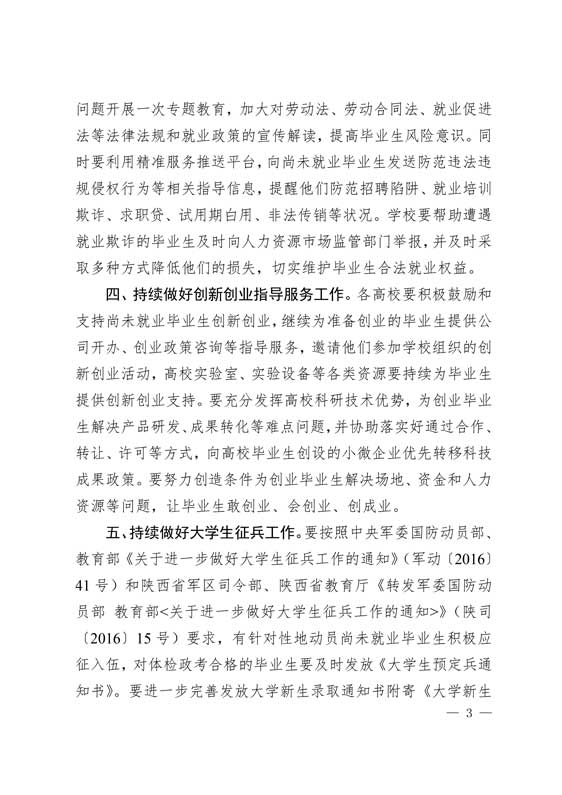 问题开展一次专题教育，加大对劳动法、劳动合同法、就业促进
法等法律法规和就业政策的宣传解读，提高毕业生风险意识。同
时要利用精准服务推送平台，向尚未就业毕业生发送防范违法违
规侵权行为等相关指导信息，提醒他们防范招聘陷阱、就业培训
欺诈、求职贷、试用期白用、非法传销等状况。学校要帮助遭遇
就业欺诈的毕业生及时向人力资源市场监管部门举报，并及时采
取多种方式降低他们的损失，切实维护毕业生合法就业权益。
四、持续做好创新创业指导服务工作。各高校要积极鼓励和
支持尚未就业毕业生创新创业，继续为准备创业的毕业生提供公
司开办、创业政策咨询等指导服务，邀请他们参加学校组织的创
新创业活动，高校实验室、实验设备等各类资源要持续为毕业生
提供创新创业支持。要充分发挥高校科研技术优势，为创业毕业
生解决产品研发、成果转化等难点问题，并协助落实好通过合作、
转让、许可等方式，向高校毕业生创设的小微企业优先转移科技
成果政策。要努力创造条件为创业毕业生解决场地、资金和人力
资源等问题，让毕业生敢创业、会创业、创成业。
五、持续做好大学生征兵工作。要按照中央军委国防动员部、
教育部《关于进一步做好大学生征兵工作的通知》（军动〔2016〕
41 号）和陕西省军区司令部、陕西省教育厅《转发军委国防动
员部 教育部<关于进一步做好大学生征兵工作的通知>》（陕司
〔2016〕15 号）要求，有针对性地动员尚未就业毕业生积极应
征入伍，对体检政考合格的毕业生要及时发放《大学生预定兵通
知书》。要进一步完善发放大学新生录取通知书附寄《大学新生
— 3 —